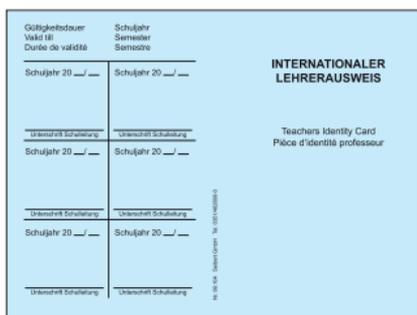 Gültigkeitsdauer
Valid till
Durée de validité
Schuljahr
Semester
Semestre
Schuljahr 20 __/ __
Schuljahr 20 __/ __
Unterschrift Schulleitung
Unterschrift Schulleitung
Schuljahr 20 __/ __
Schuljahr 20 __/ __
Unterschrift Schulleitung
Unterschrift Schulleitung
Schuljahr 20 __/ __
Schuljahr 20 __/ __
Unterschrift Schulleitung
Unterschrift Schulleitung
INTERNATIONALER
LEHRERAUSWEIS
Teachers Identity Card
Pièce d'identité professeur